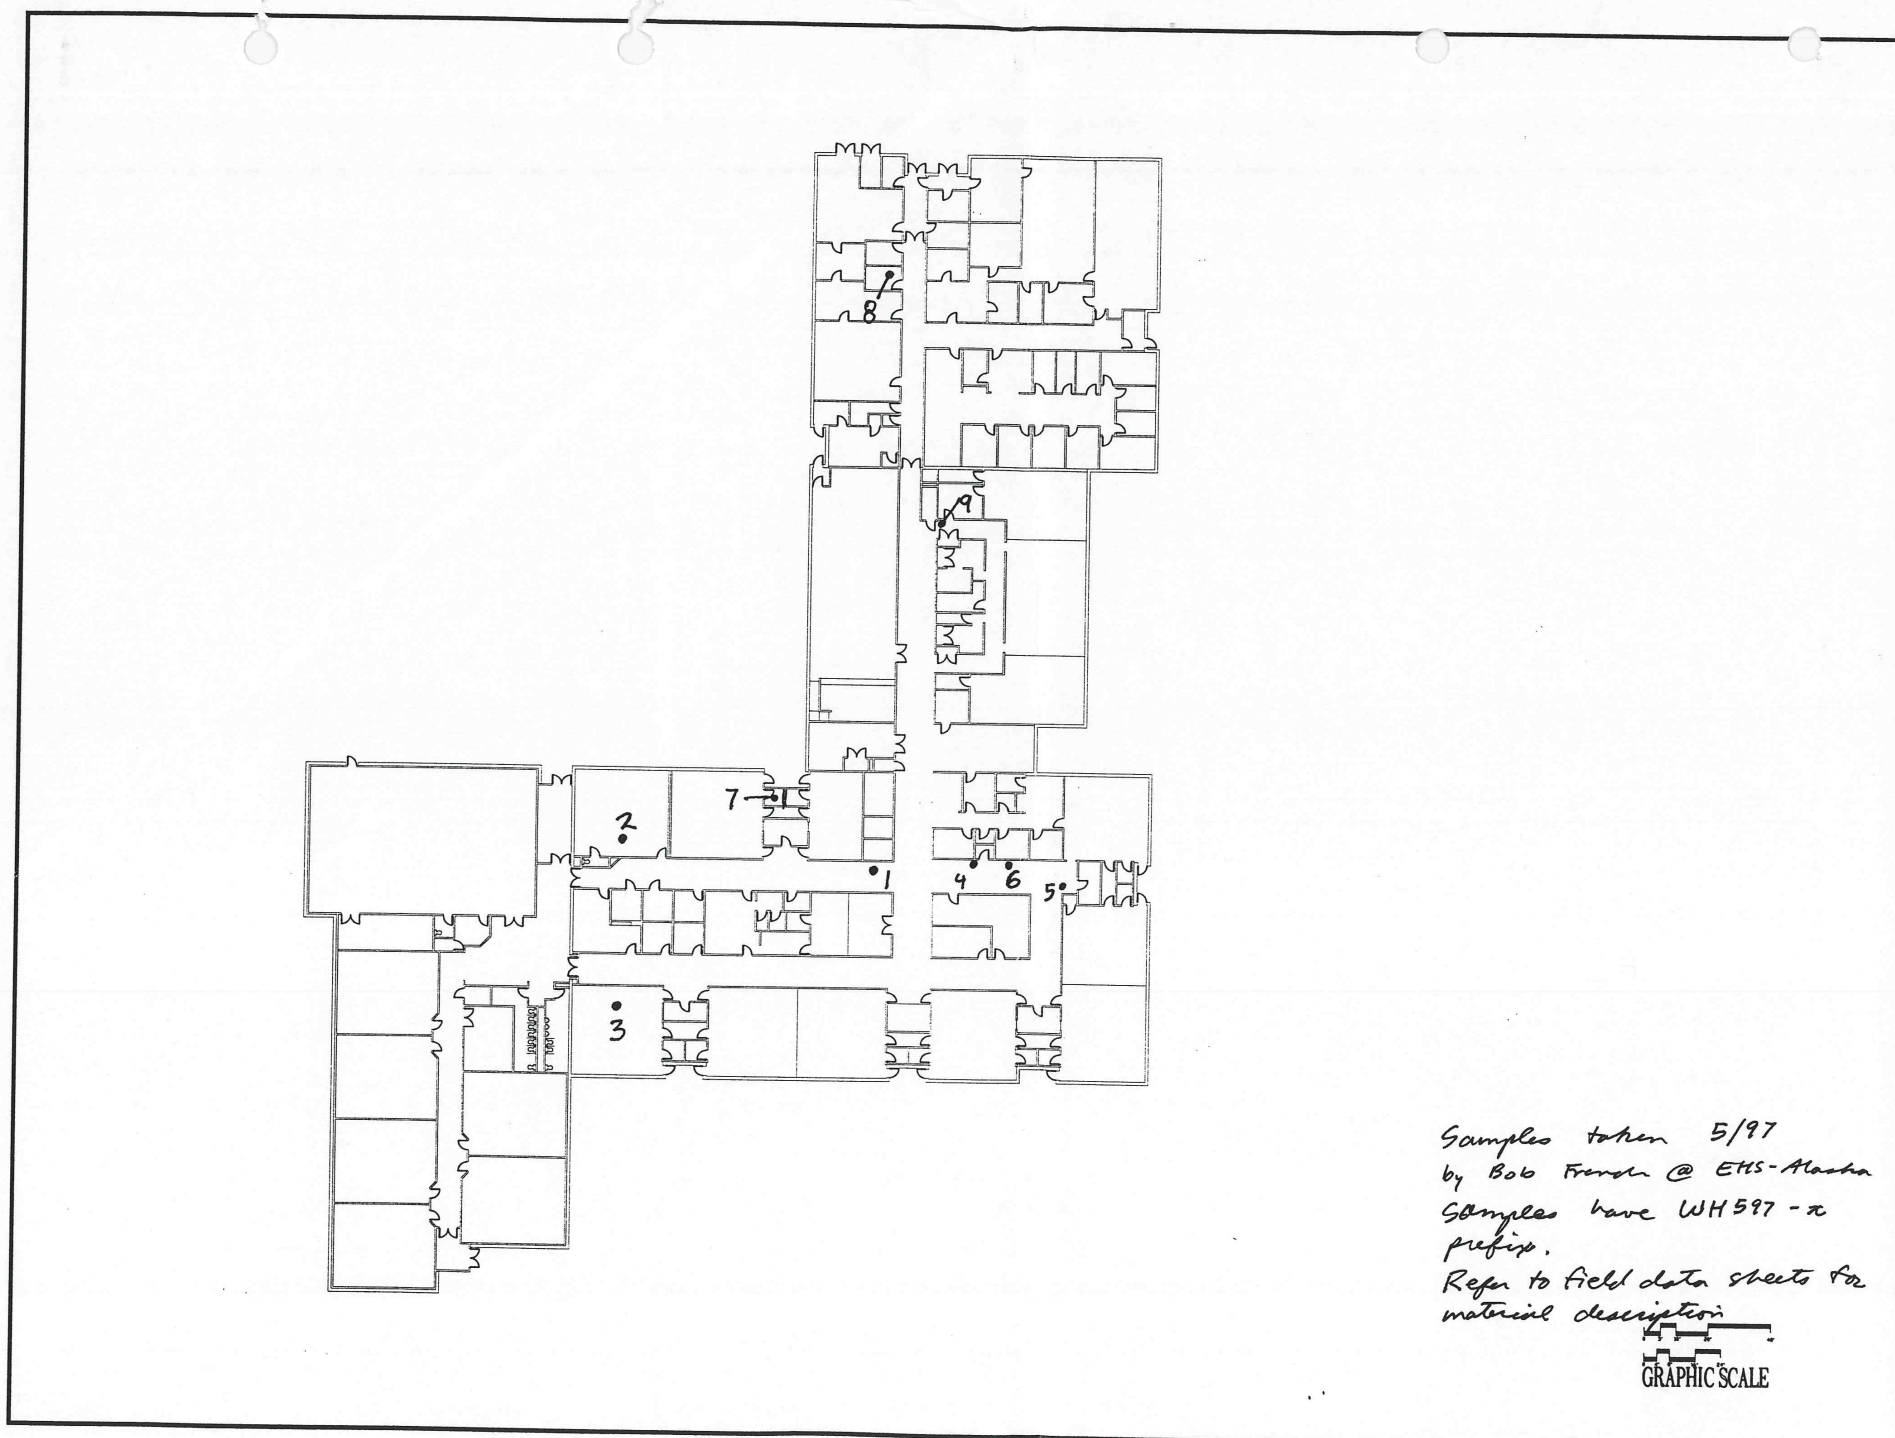 8
9
7
2
1
4
6
5
3
Samples taken 5/97
by Bob French @ EHS-Alaska
Samples have WH597-x
prefix.
Refer to field data sheets for
material description
GRAPHIC SCALE